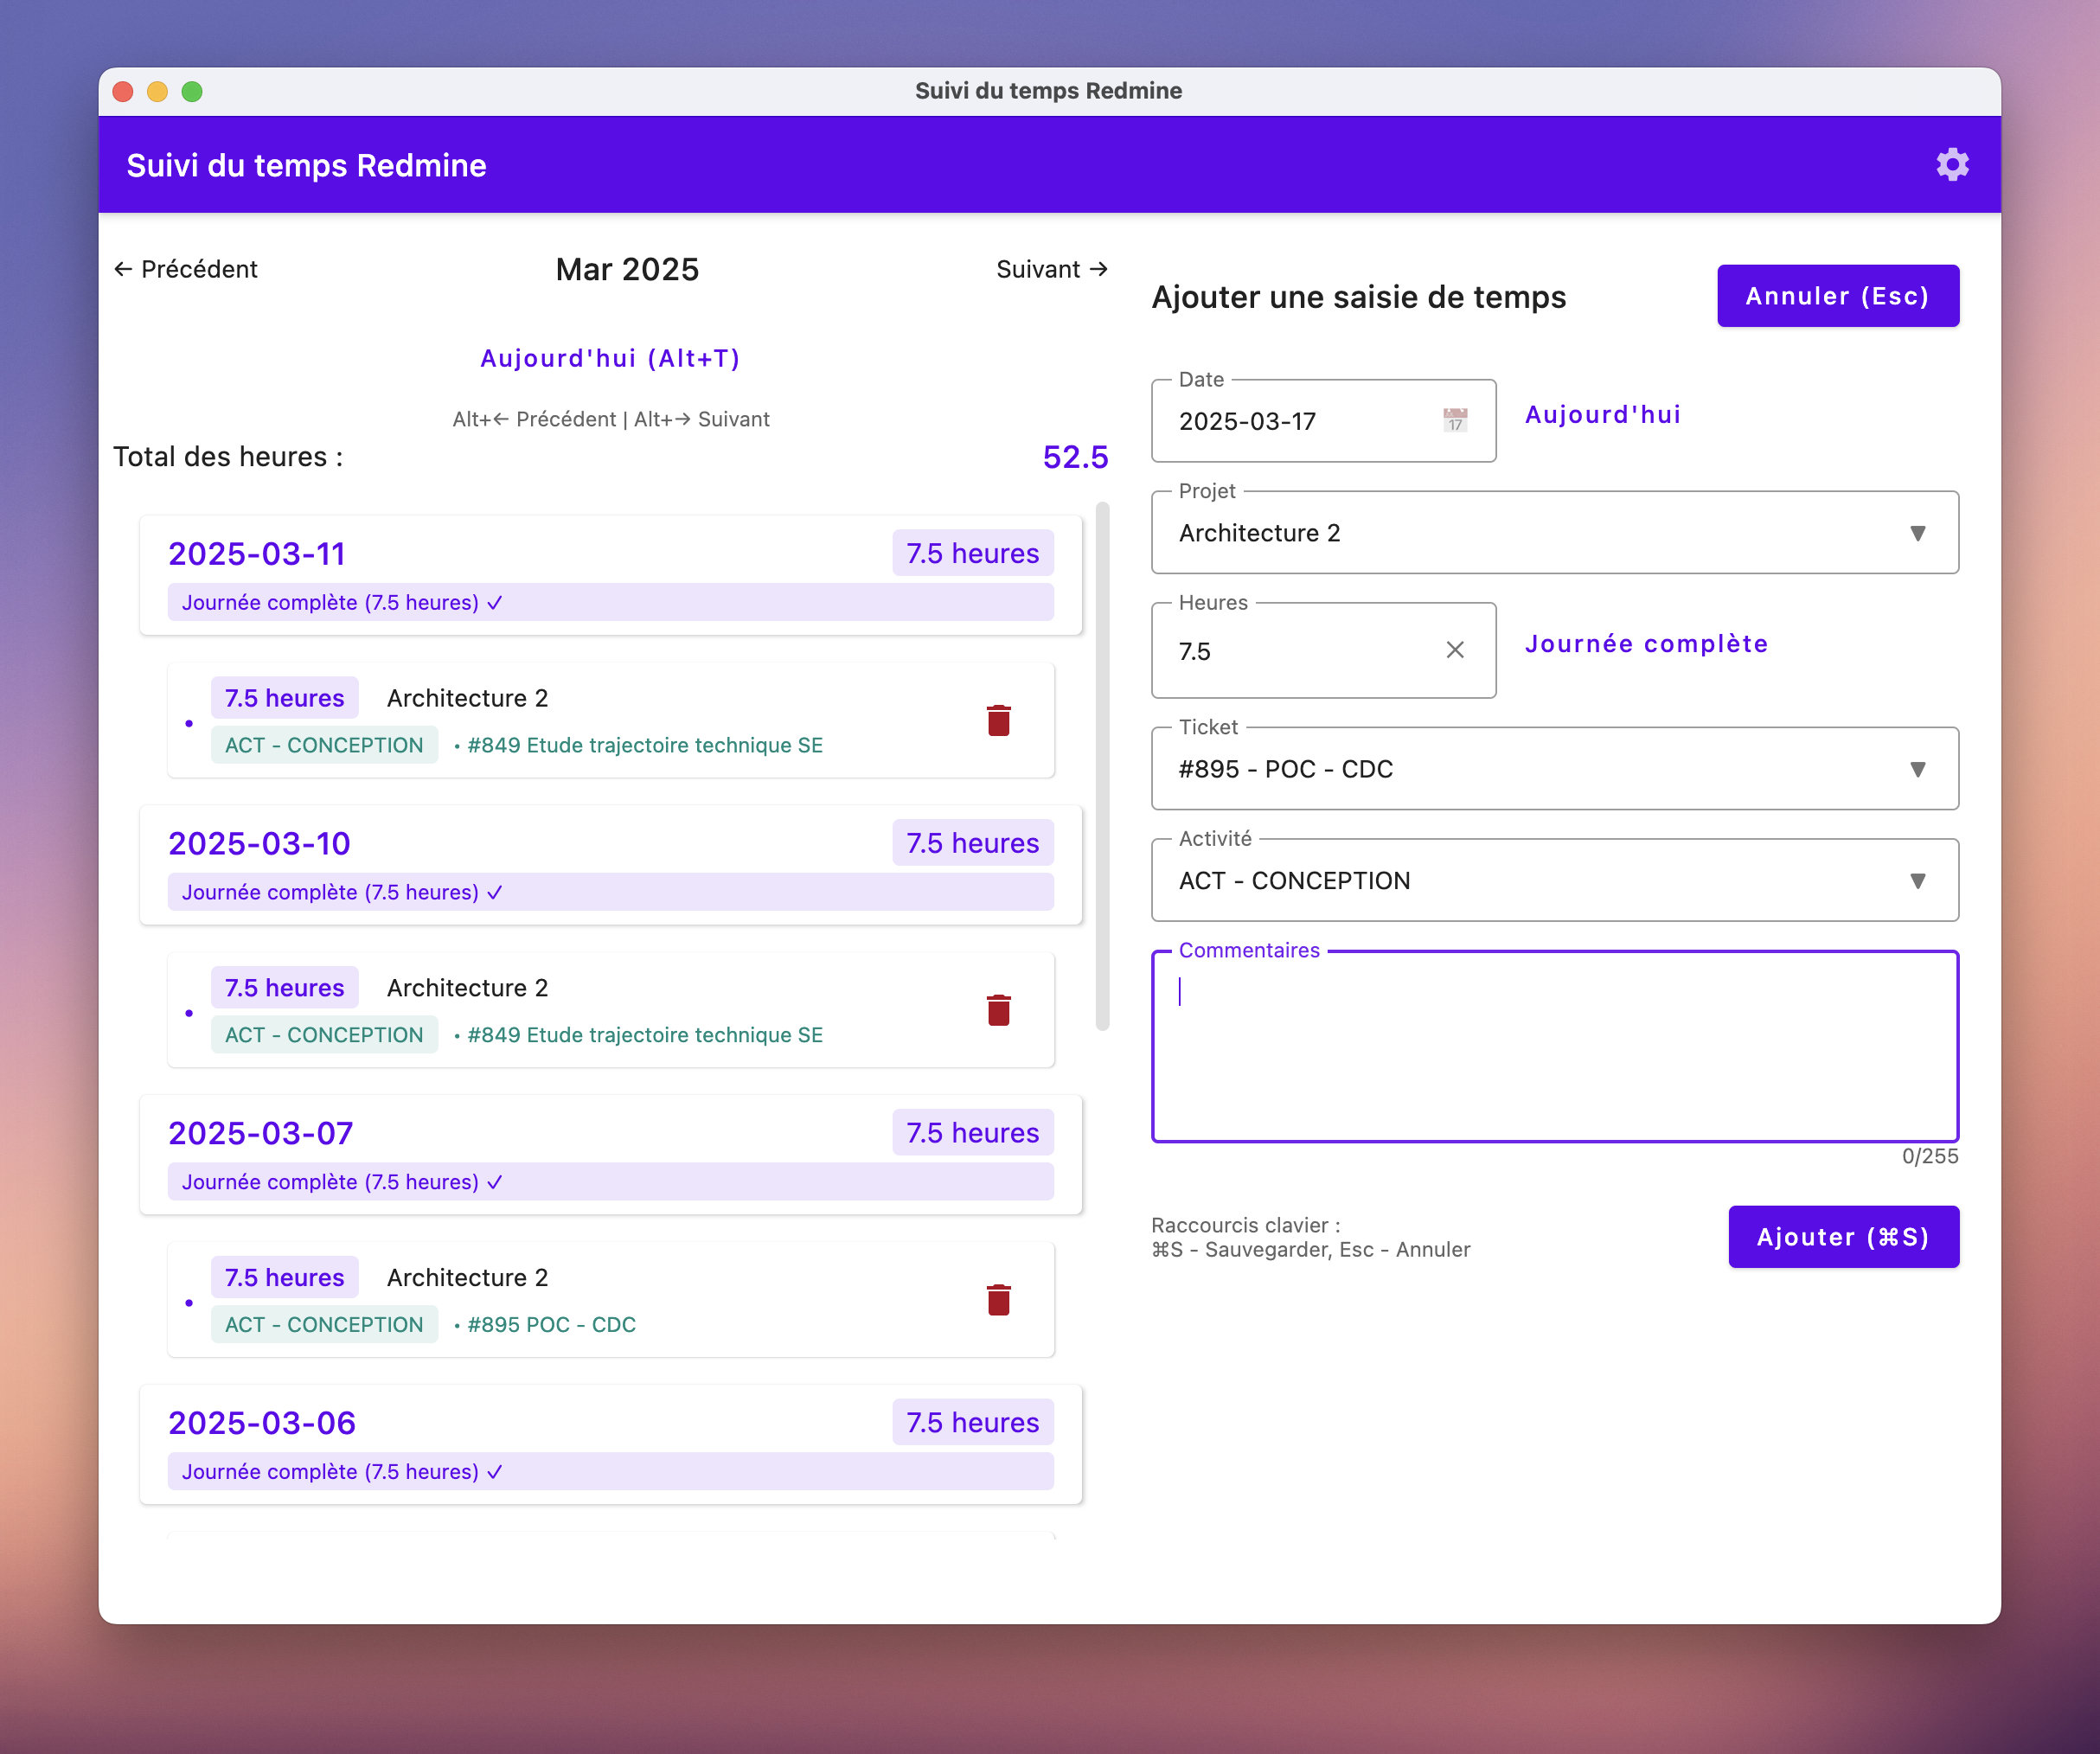 Suivi du temps Redmine
Suivi du temps Redmine
← Précédent
Mar 2025
Suivant →
Aujourd'hui (Alt+T)
Alt+← Précédent | Alt+→ Suivant
Total des heures :
52.5
2025-03-11
7.5 heures
Journée complète (7.5 heures) ✓
7.5 heures
Architecture 2
ACT - CONCEPTION
• #849 Etude trajectoire technique SE
2025-03-10
7.5 heures
Journée complète (7.5 heures) ✓
7.5 heures
Architecture 2
ACT - CONCEPTION
• #849 Etude trajectoire technique SE
2025-03-07
7.5 heures
Journée complète (7.5 heures) ✓
7.5 heures
Architecture 2
ACT - CONCEPTION
• #895 POC - CDC
2025-03-06
7.5 heures
Journée complète (7.5 heures) ✓
Ajouter une saisie de temps
Annuler (Esc)
Date
2025-03-17
17
Aujourd'hui
Projet
Architecture 2
Heures
7.5
Journée complète
Ticket
#895 - POC - CDC
Activité
ACT - CONCEPTION
Commentaires
0/255
Raccourcis clavier :
⌘S - Sauvegarder, Esc - Annuler
Ajouter (⌘S)